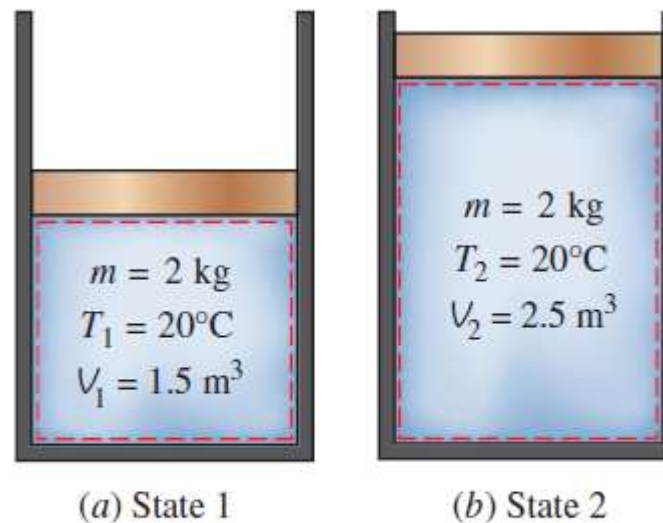 m = 2 kg
T₁ = 20°C
V₁ = 1.5 m³
(a) State 1
m = 2 kg
T₂ = 20°C
V₂ = 2.5 m³
(b) State 2